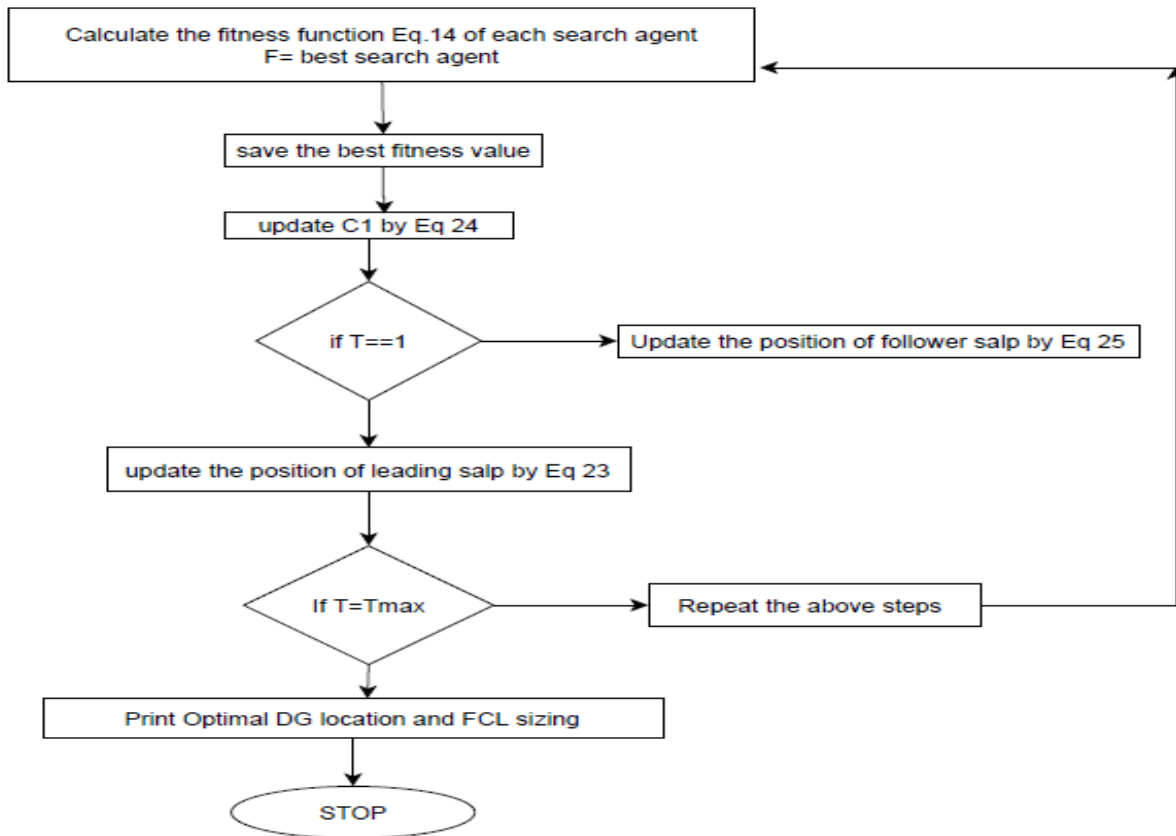 Calculate the fitness function Eq.14 of each search agent
F= best search agent
save the best fitness value
update C1 by Eq 24
if T==1
Update the position of follower salp by Eq 25
update the position of leading salp by Eq 23
If T=Tmax
Repeat the above steps
Print Optimal DG location and FCL sizing
STOP